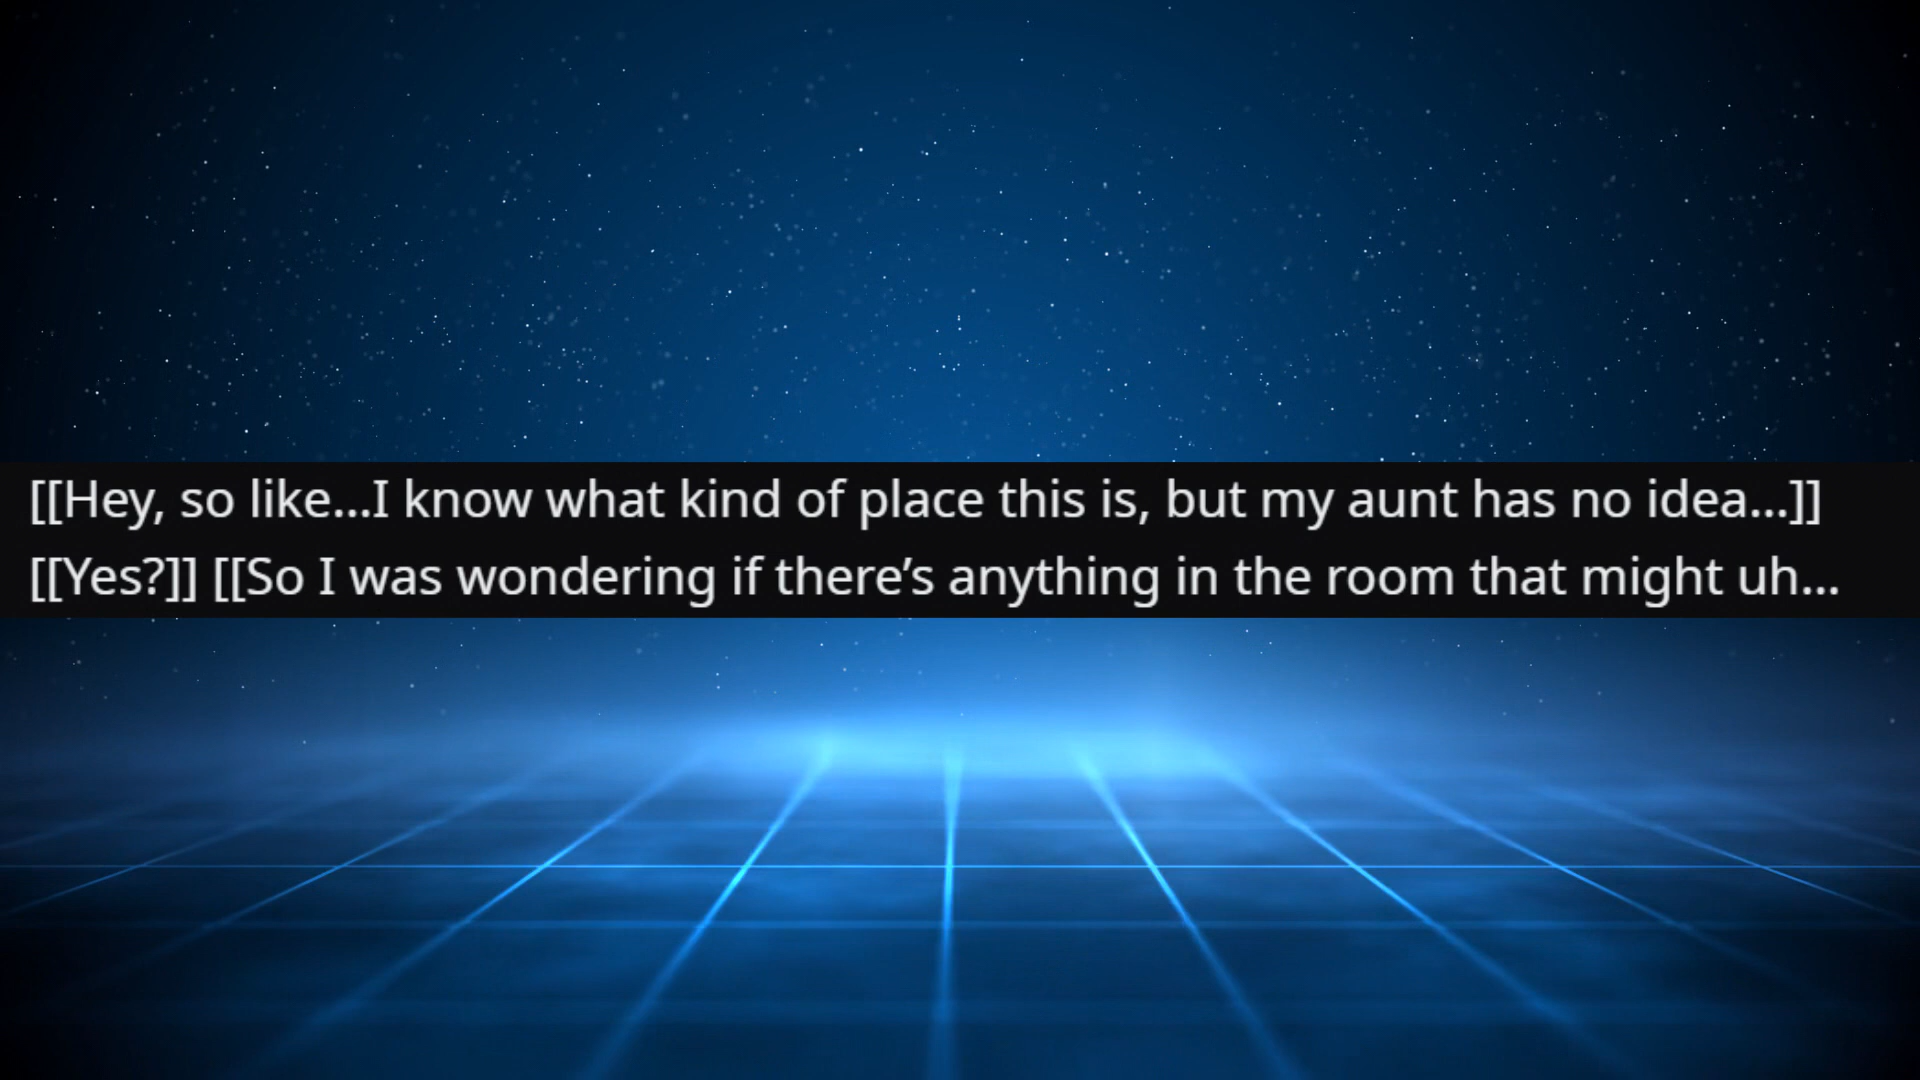 [[Hey, so like...I know what kind of place this is, but my aunt has no idea...]]
[[Yes?]] [[So I was wondering if there’s anything in the room that might uh...